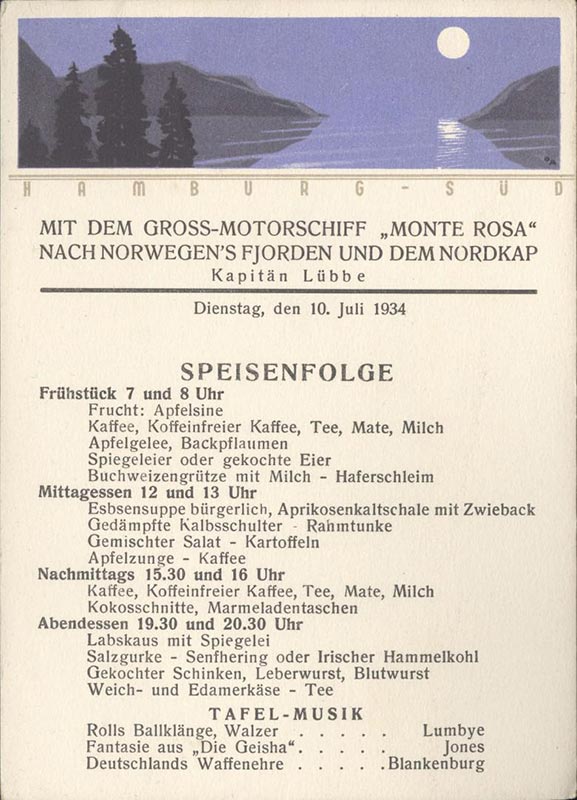 HAMBURG-SÜD
MIT DEM GROSS-MOTORSCHIFF „MONTE ROSA“
NACH NORWEGEN'S FJORDEN UND DEM NORDKAP
Kapitän Lübbe
Dienstag, den 10. Juli 1934
SPEISENFOLGE
Frühstück 7 und 8 Uhr
Frucht: Apfelsine
Kaffee, Koffeinfreier Kaffee, Tee, Mate, Milch
Apfelgelee, Backpflaumen
Spiegeleier oder gekochte Eier
Buchweizengrütze mit Milch - Haferschleim
Mittagessen 12 und 13 Uhr
Esbsensuppe bürgerlich, Aprikosenkaltschale mit Zwieback
Gedämpfte Kalbsschulter - Rahmtunke
Gemischter Salat - Kartoffeln
Apfelzunge - Kaffee
Nachmittags 15.30 und 16 Uhr
Kaffee, Koffeinfreier Kaffee, Tee, Mate, Milch
Kokosschnitte, Marmeladentaschen
Abendessen 19.30 und 20.30 Uhr
Labskaus mit Spiegelei
Salzgurke - Senfhering oder Irischer Hammelkohl
Gekochter Schinken, Leberwurst, Blutwurst
Weich- und Edamerkäse - Tee
TAFEL-MUSIK
Rolls Ballklänge, Walzer . . . . . Lumbye
Fantasie aus „Die Geisha“. . . . . Jones
Deutschlands Waffenehre . . . . .Blankenburg